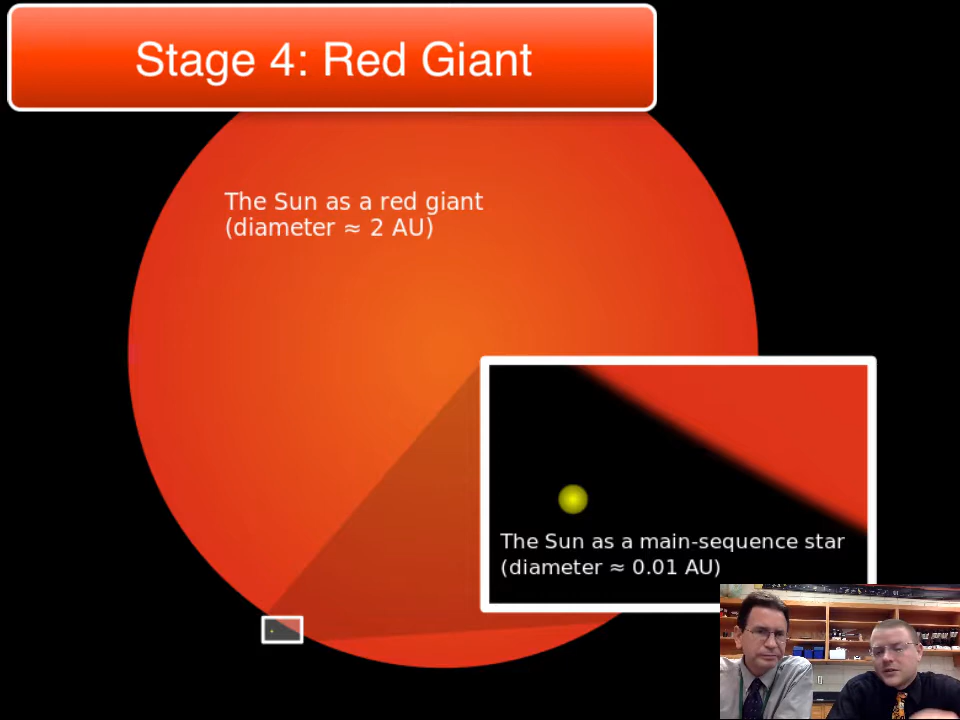 Stage 4: Red Giant
The Sun as a red giant
(diameter ≈ 2 AU)
The Sun as a main-sequence star
(diameter ≈ 0.01 AU)